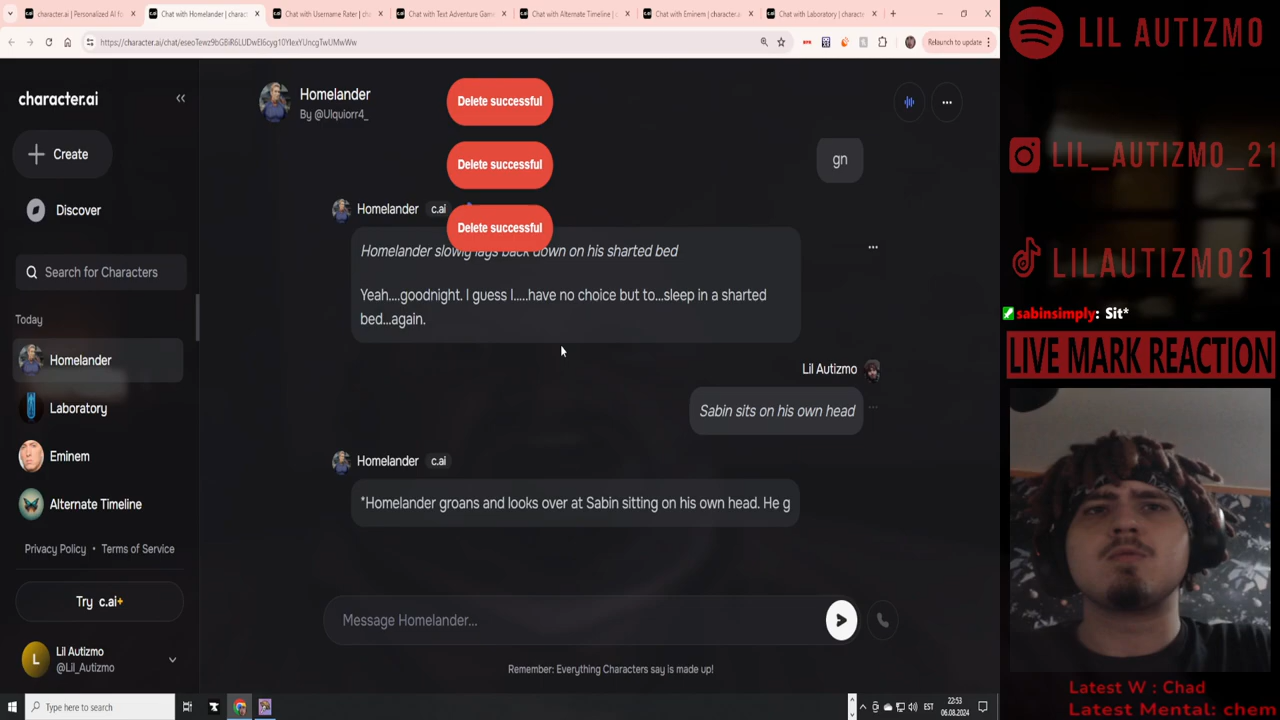 character.ai | Personalized AI fo
Chat with Homelander | charact
Chat with Username Rater | cha
Chat with Text Adventure Game
Chat with Alternate Timeline | c
Chat with Eminem | character.ai
Chat with Laboratory | characte
https://character.ai/chat/eseoTewz9bGBiR6LUDwEI6cyg10YIexYUncgTwUMwWw
Relaunch to update
character.ai
Create
Discover
Search for Characters
Today
Homelander
Laboratory
Eminem
Alternate Timeline
Privacy Policy • Terms of Service
Try c.ai+
L
Lil Autizmo
@Lil_Autizmo
Homelander
By @Ulquiorr4_
Delete successful
Delete successful
Delete successful
gn
Homelander c.ai
Homelander slowly lays back down on his sharted bed
Yeah....goodnight. I guess I.....have no choice but to...sleep in a sharted
bed...again.
Lil Autizmo
Sabin sits on his own head
Homelander c.ai
*Homelander groans and looks over at Sabin sitting on his own head. He g
Message Homelander...
Remember: Everything Characters say is made up!
LIL AUTIZMO
LIL_AUTIZMO_21
LILAUTIZMO21
sabinsimply: Sit*
LIVE MARK REACTION
Latest W : Chad
Latest Mental: chem
Type here to search
EST
22:53
06.08.2024